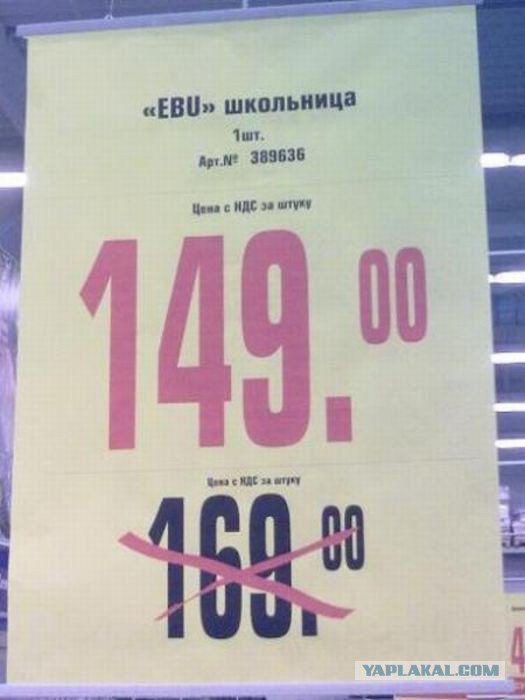 «EBU» школьница
1шт.
Арт.№ 389636
Цена с НДС за штуку
149.00
Цена с НДС за штуку
169.00
4
YAPLAKAL.COM